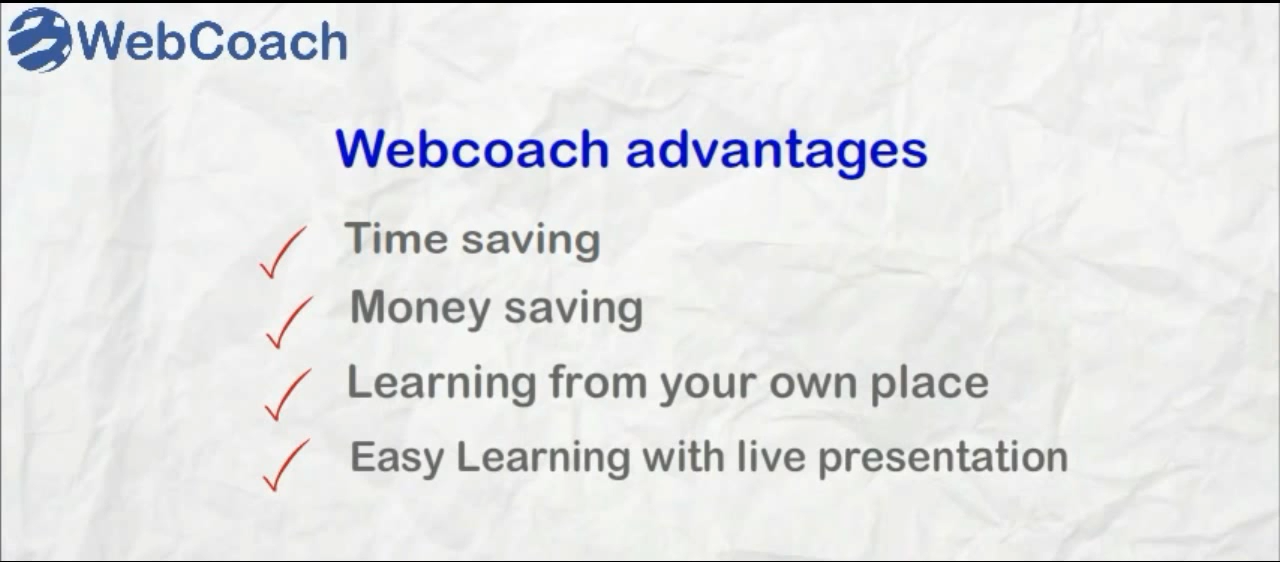 WebCoach
Webcoach advantages
Time saving
Money saving
Learning from your own place
Easy Learning with live presentation